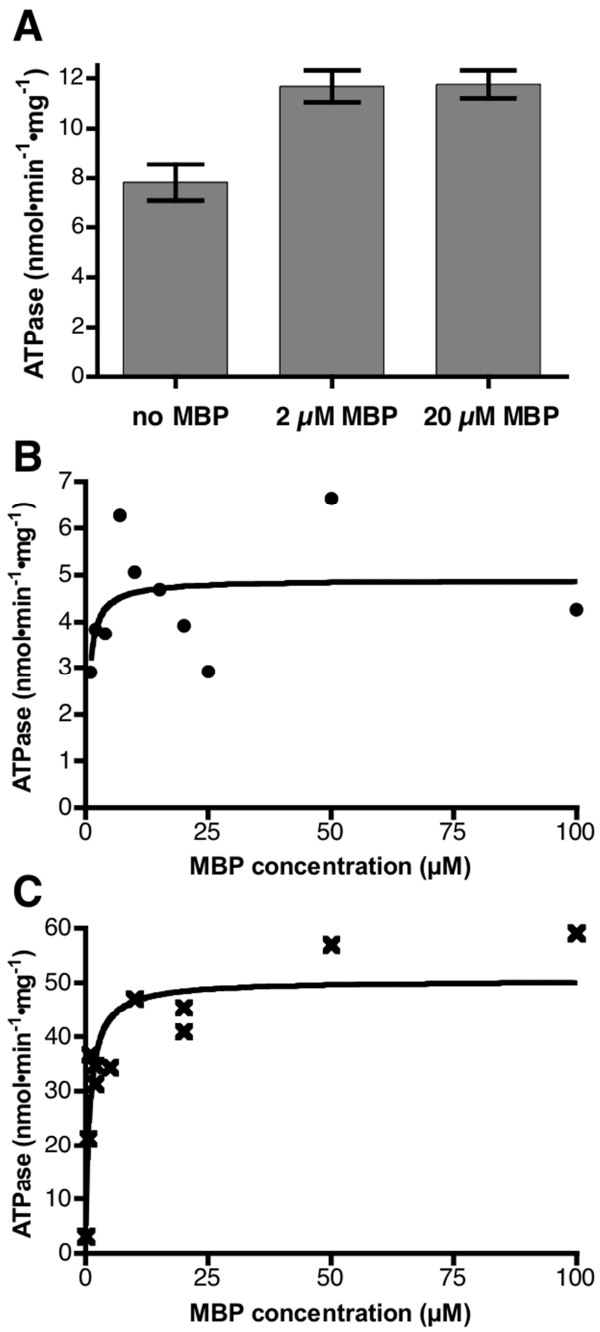 A
ATPase (nmol•min-1•mg-1)
12
10
8
6
4
2
0
no MBP 2 µM MBP 20 µM MBP
B
ATPase (nmol•min-1•mg-1)
7
6
5
4
3
2
1
0
0 25 50 75 100
MBP concentration (µM)
C
ATPase (nmol•min-1•mg-1)
60
50
40
30
20
10
0
0 25 50 75 100
MBP concentration (µM)